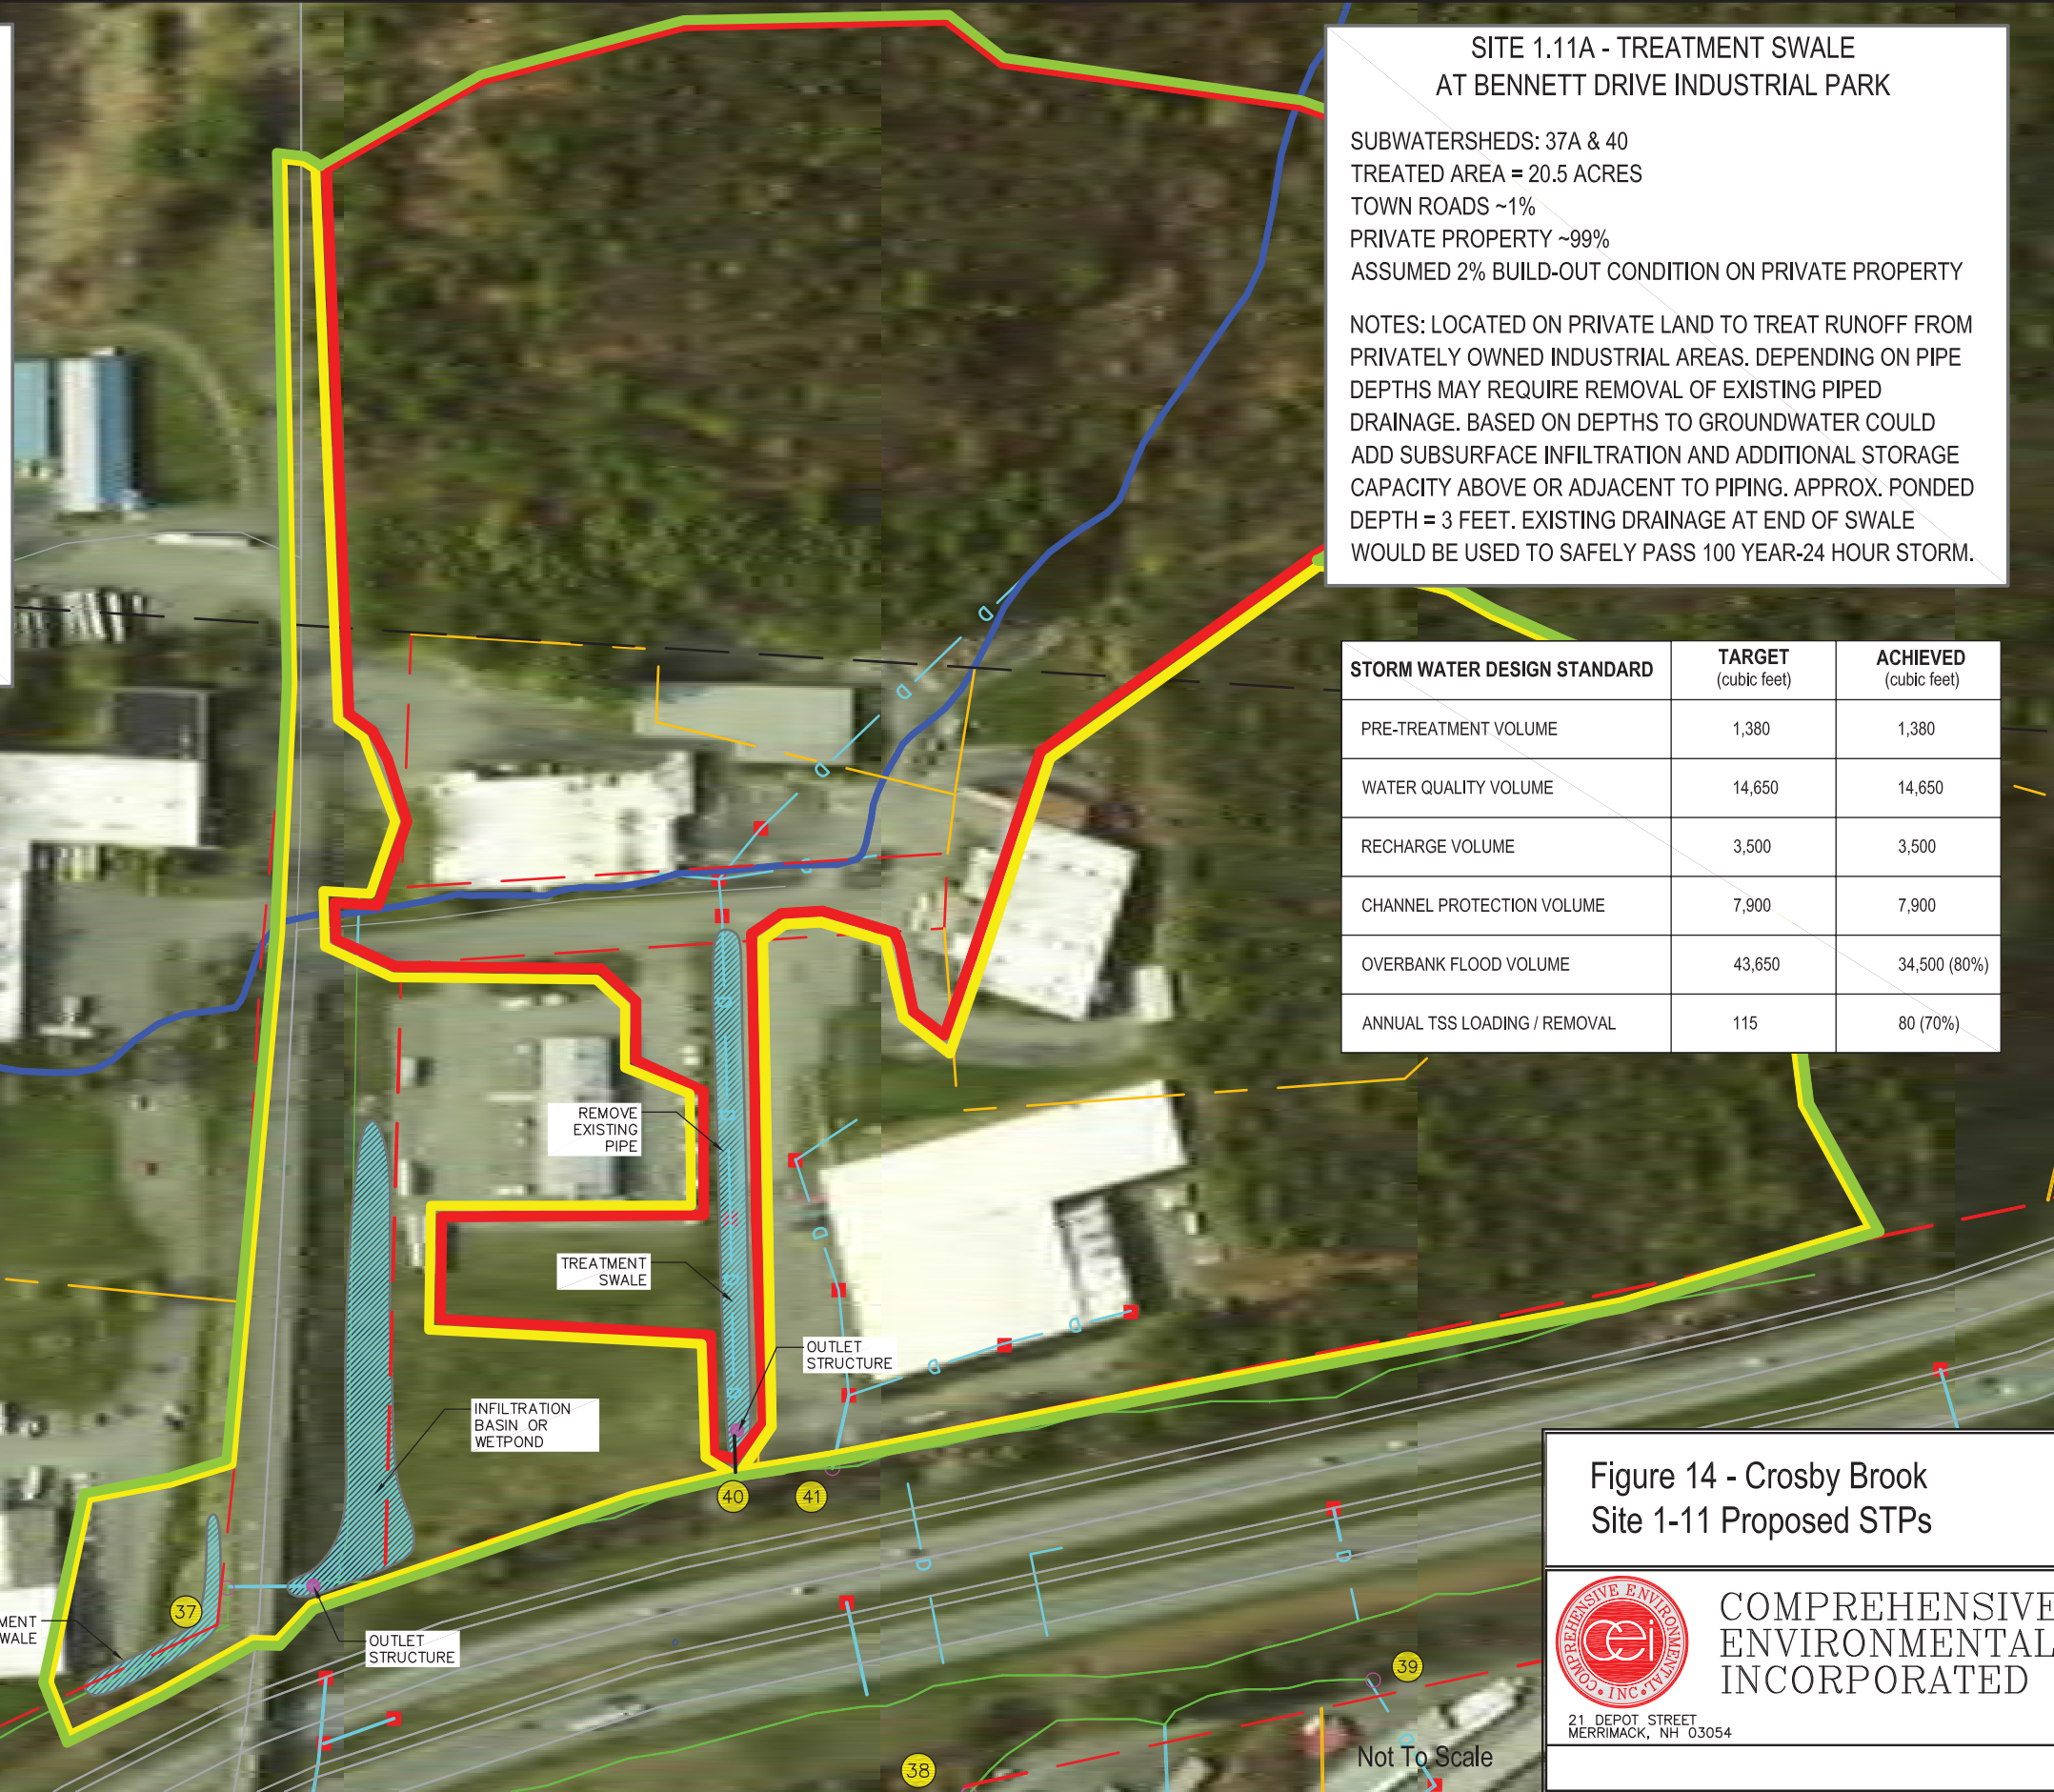 SITE 1.11A - TREATMENT SWALE
AT BENNETT DRIVE INDUSTRIAL PARK
SUBWATERSHEDS: 37A & 40
TREATED AREA = 20.5 ACRES
TOWN ROADS ~1%
PRIVATE PROPERTY ~99%
ASSUMED 2% BUILD-OUT CONDITION ON PRIVATE PROPERTY
NOTES: LOCATED ON PRIVATE LAND TO TREAT RUNOFF FROM
PRIVATELY OWNED INDUSTRIAL AREAS. DEPENDING ON PIPE
DEPTHS MAY REQUIRE REMOVAL OF EXISTING PIPED
DRAINAGE. BASED ON DEPTHS TO GROUNDWATER COULD
ADD SUBSURFACE INFILTRATION AND ADDITIONAL STORAGE
CAPACITY ABOVE OR ADJACENT TO PIPING. APPROX. PONDED
DEPTH = 3 FEET. EXISTING DRAINAGE AT END OF SWALE
WOULD BE USED TO SAFELY PASS 100 YEAR-24 HOUR STORM.
STORM WATER DESIGN STANDARD TARGET (cubic feet) ACHIEVED (cubic feet)
PRE-TREATMENT VOLUME 1,380 1,380
WATER QUALITY VOLUME 14,650 14,650
RECHARGE VOLUME 3,500 3,500
CHANNEL PROTECTION VOLUME 7,900 7,900
OVERBANK FLOOD VOLUME 43,650 34,500 (80%)
ANNUAL TSS LOADING / REMOVAL 115 80 (70%)
D
D
D
REMOVE
EXISTING
PIPE
TREATMENT
SWALE
D
D
D
OUTLET
STRUCTURE
INFILTRATION
BASIN OR
WETPOND
40
41
37
MENT
WALE
OUTLET
STRUCTURE
D
D
39
38
D
Not To Scale
Figure 14 - Crosby Brook
Site 1-11 Proposed STPs
COMPREHENSIVE ENVIRONMENTAL
INC.
cei
COMPREHENSIVE
ENVIRONMENTAL
INCORPORATED
21 DEPOT STREET
MERRIMACK, NH 03054